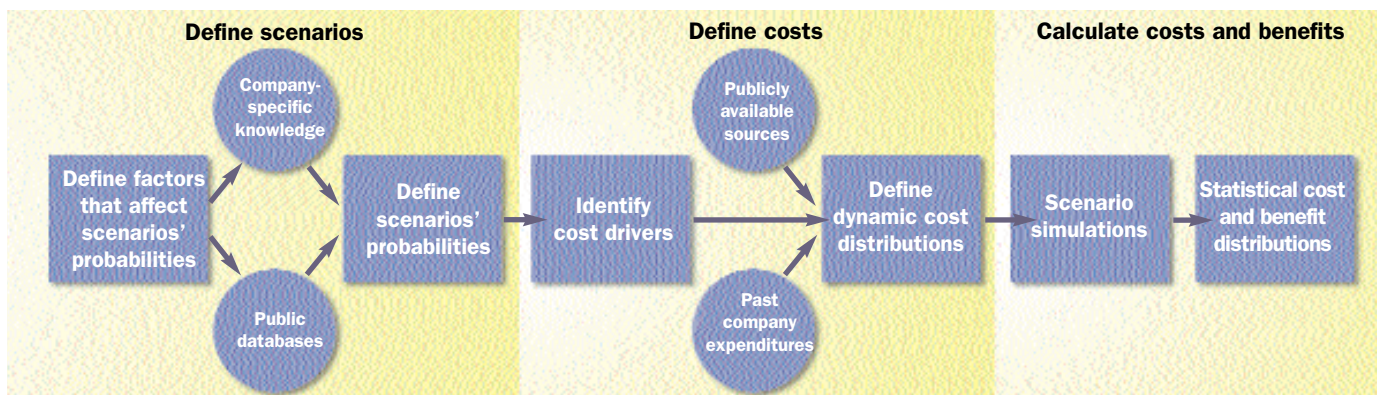 Define scenarios
Company-
specific
knowledge
Define factors
that affect
scenarios'
probabilities
Public
databases
Define
scenarios'
probabilities
Define costs
Identify
cost drivers
Publicly
available
sources
Past
company
expenditures
Define
dynamic cost
distributions
Calculate costs and benefits
Scenario
simulations
Statistical cost
and benefit
distributions